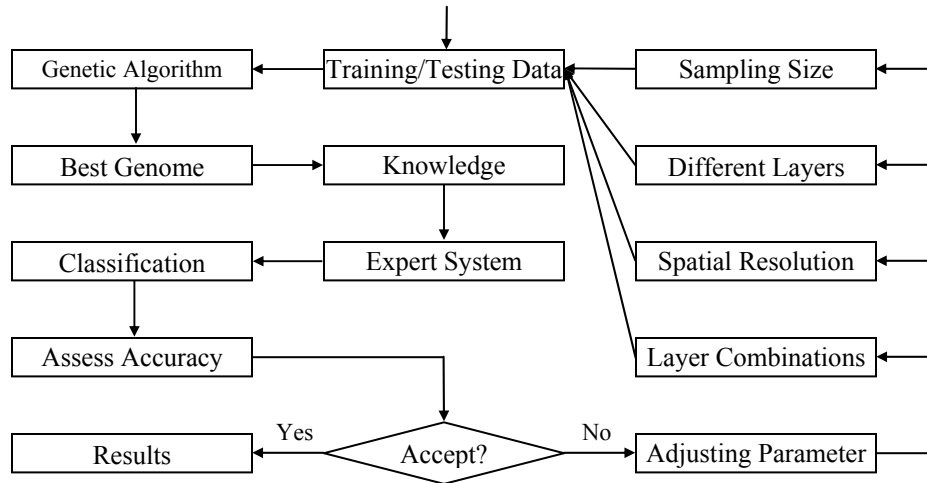 Genetic Algorithm
Training/Testing Data
Sampling Size
Best Genome
Knowledge
Different Layers
Classification
Expert System
Spatial Resolution
Assess Accuracy
Layer Combinations
Yes
No
Results
Accept?
Adjusting Parameter